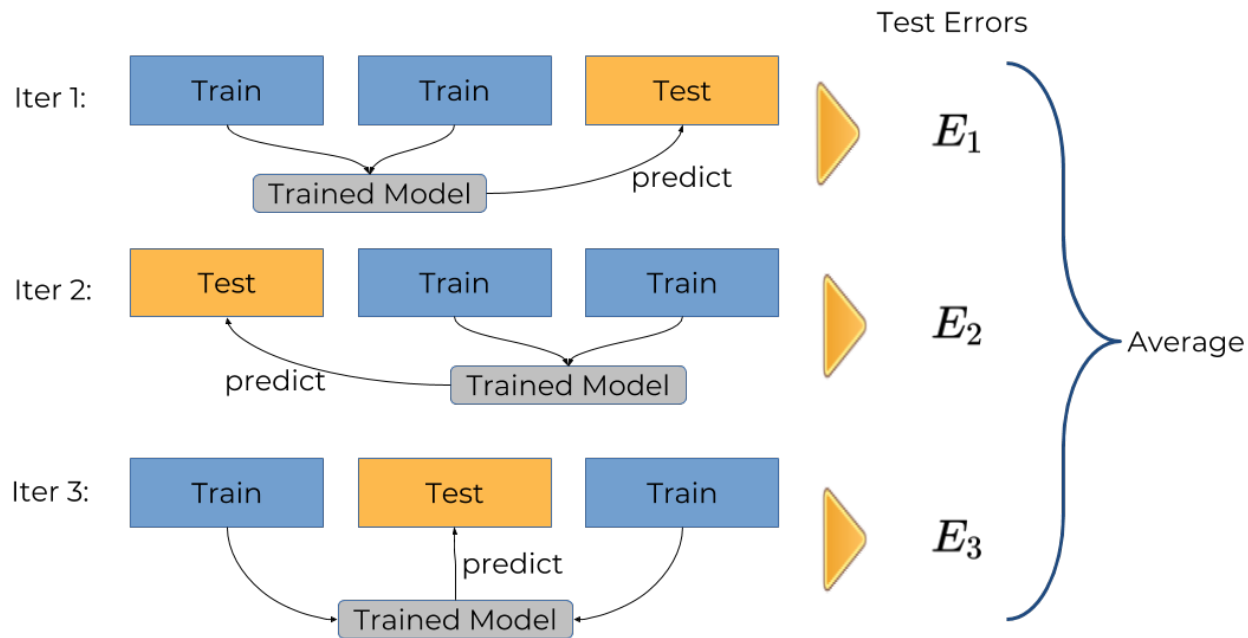 Test Errors
Iter 1:
Train
Train
Test
E₁
predict
Trained Model
Iter 2:
Test
Train
Train
E₂
Average
predict
Trained Model
Iter 3:
Train
Test
Train
E₃
predict
Trained Model